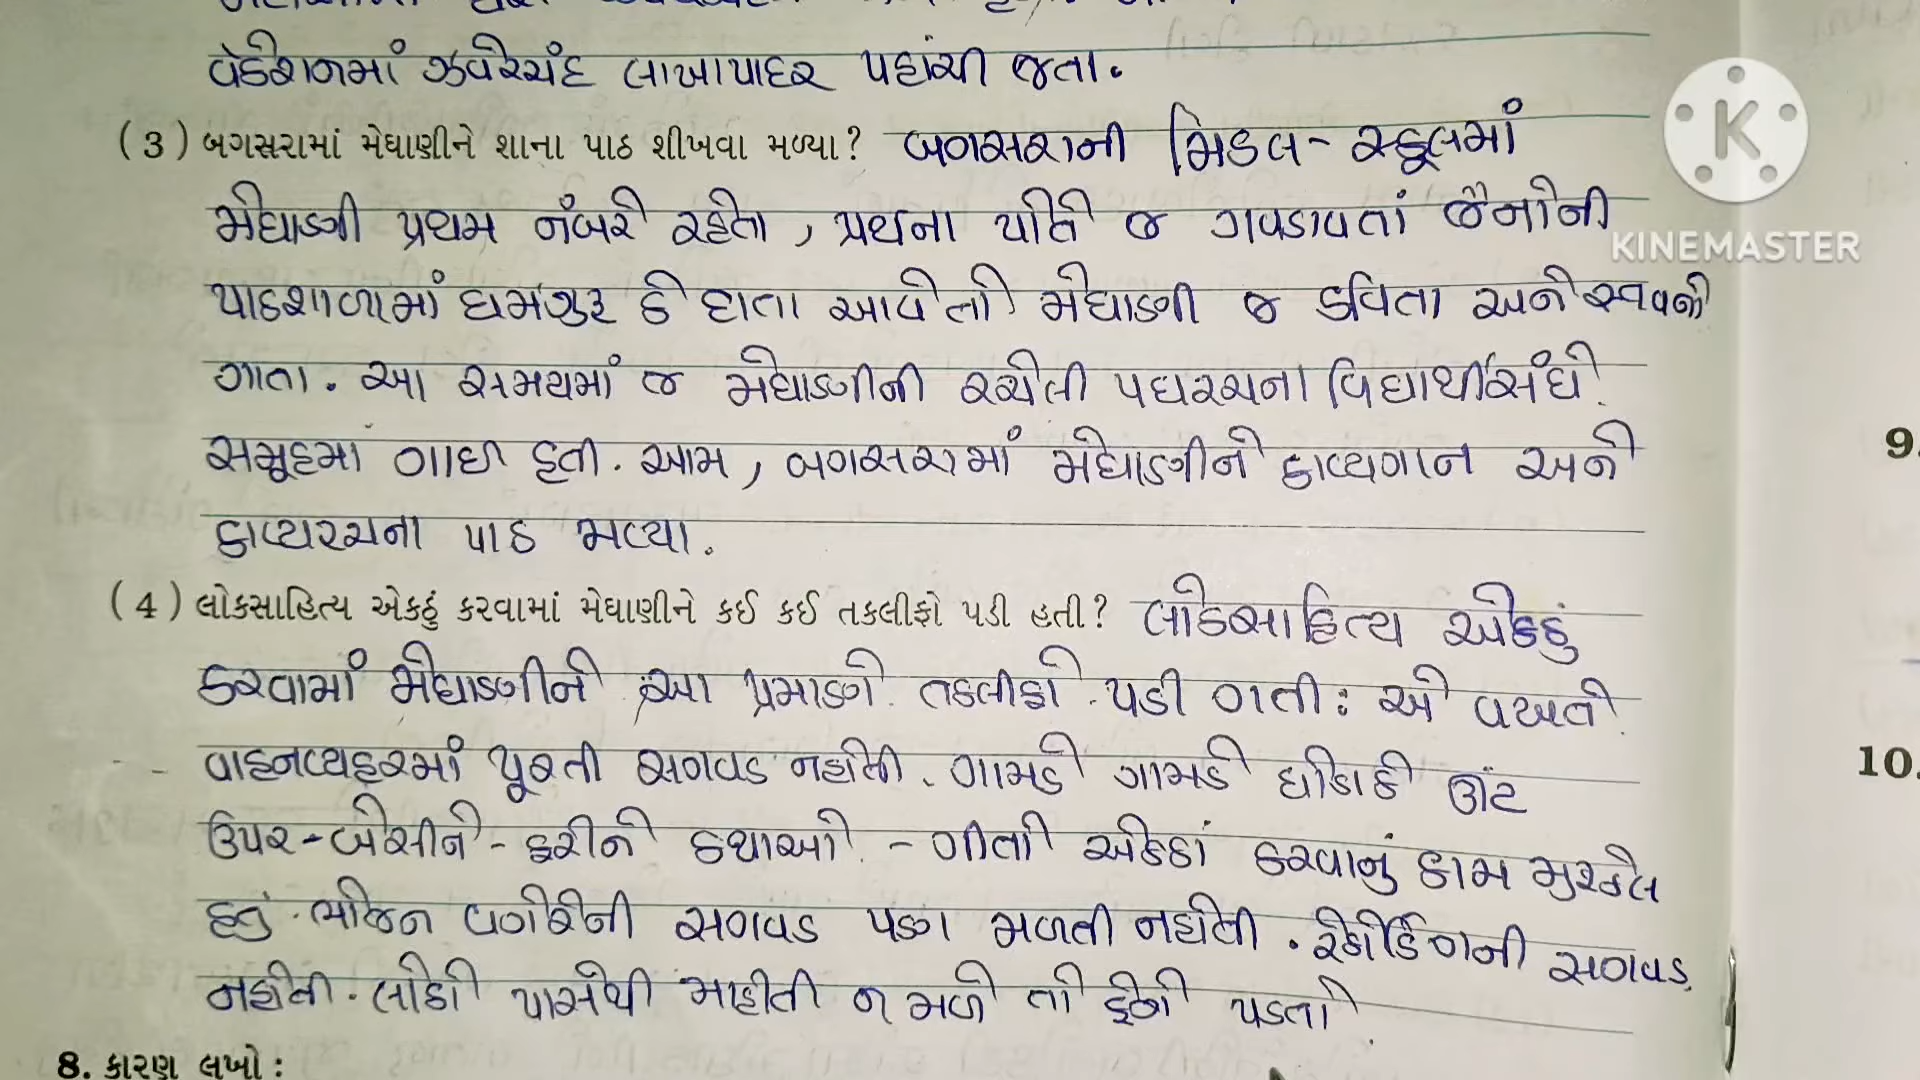 વેકેશનમાં ઝવેરચંદ લાખાપાદર પહોંચી જતા.
(3) બગસરામાં મેઘાણીને શાના પાઠ શીખવા મળ્યા? બગસરાની મિડલ-સ્કૂલમાં
મેઘાણી પ્રથમ નંબરે રહેતા, પ્રાર્થના પોતે જ ગવડાવતાં જૈનોની
પાઠશાળામાં ધર્મગુરુ કે દાતા આવે તો મેઘાણી જ કવિતા અને સ્તવનો
ગાતા. આ સમયમાં જ મેઘાણીની રચેલી પદ્યરચના વિદ્યાર્થીસંઘે
સમૂહમાં ગાઈ હતી. આમ, બગસરામાં મેઘાણીને કાવ્યગાન અને
કાવ્યરચના પાઠ મળ્યા.
(4) લોકસાહિત્ય એકઠું કરવામાં મેઘાણીને કઈ કઈ તકલીફો પડી હતી? લોકસાહિત્ય એકઠું
કરવામાં મેઘાણીને આ પ્રમાણે તકલીફો પડી હતી: એ વખતે
વાહનવ્યહરમાં પૂરતી સગવડ નહોતી. ગામડે ગામડે ઘોડા કે ઊંટ
ઉપર-બેસીને-ફરીને કથાઓ-ગીતો એકઠાં કરવાનું કામ મુશ્કેલ
હતું. ભોજન વગેરેની સગવડ પણ મળતી નહોતી. રેકોર્ડિંગની સગવડ
નહોતી. લોકો પાસેથી માહીતી ન મળે તો પડતો
8. કારણ લખો :
9.
10.
KINEMASTER